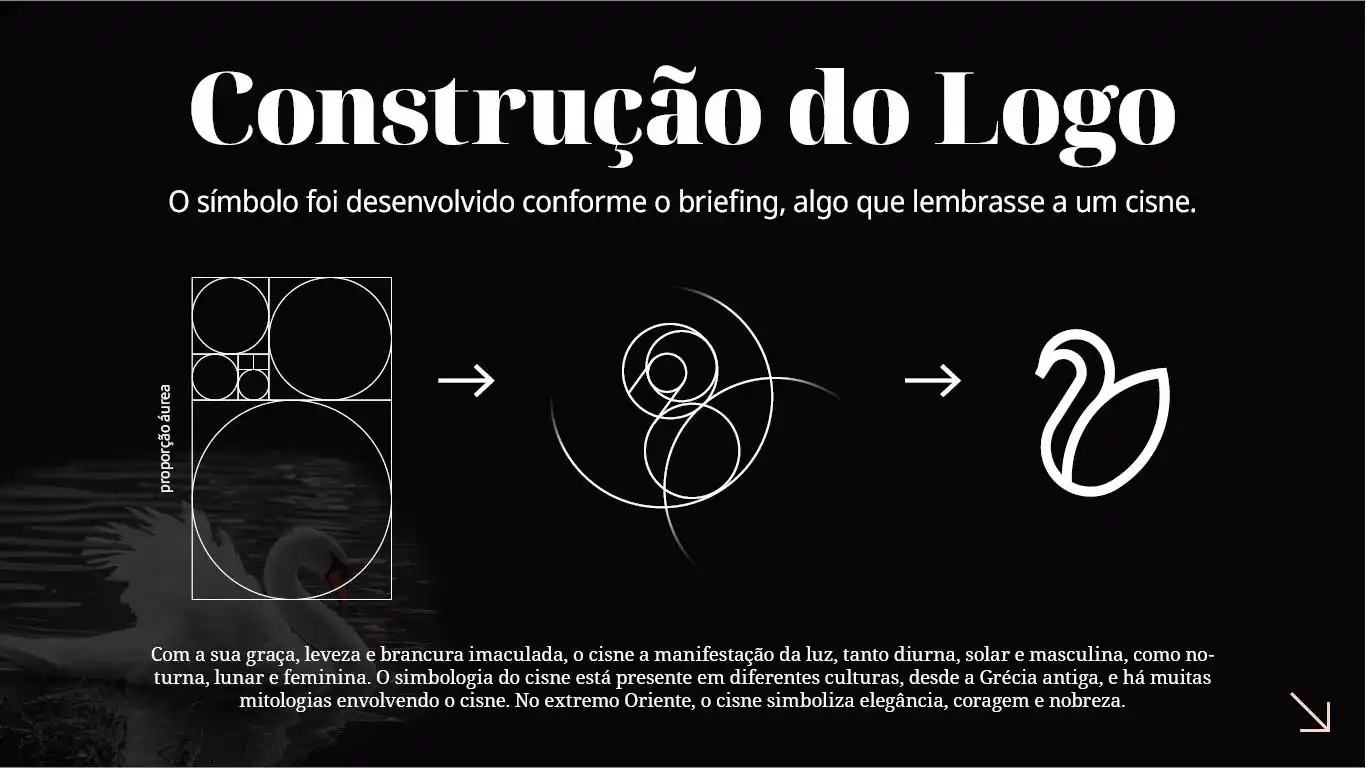 Construção do Logo
O símbolo foi desenvolvido conforme o briefing, algo que lembrasse a um cisne.
proporção áurea
Com a sua graça, leveza e brancura imaculada, o cisne a manifestação da luz, tanto diurna, solar e masculina, como no-
turna, lunar e feminina. O simbologia do cisne está presente em diferentes culturas, desde a Grécia antiga, e há muitas
mitologias envolvendo o cisne. No extremo Oriente, o cisne simboliza elegância, coragem e nobreza.